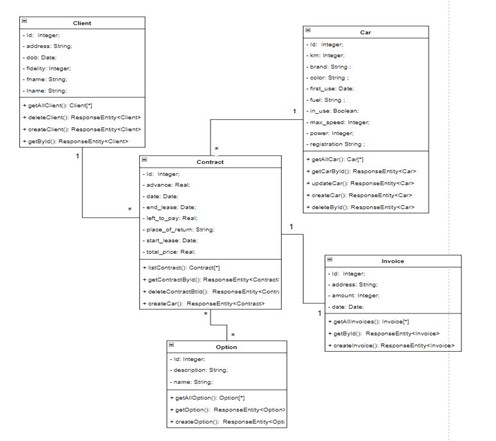 Client
- Id: Integer;
- address: String;
- dob: Date;
- fidelity: Integer;
- fname: String;
- lname: String;
+ getAllClient(): Client[*]
+ deleteClient(): ResponseEntity<Client>
+ createClient(): ResponseEntity<Client>
+ getById(): ResponseEntity<Client>
1
*
Car
- Id: Integer;
- km: Integer;
- brand: String ;
- color: String ;
- first_use: Date;
- fuel: String ;
- in_use: Boolean;
- max_speed: Integer;
- power: Integer;
- registration String ;
+ getAllCar(): Car[*]
+ getCarById(): ResponseEntity<Car>
+ updateCar(): ResponseEntity<Car>
+ createCar(): ResponseEntity<Car>
+ deleteById(): ResponseEntity<Car>
1
*
Contract
- Id: Integer;
- advance: Real;
- date: Date;
- end_lease: Date;
- left_to_pay: Real;
- place_of_return: String;
- start_lease: Date;
- total_price: Real;
+ listContract(): Contract[*]
+ getContractById(): ResponseEntity<Contract
+ deleteContractBtiId(): ResponseEntity<Contr
+ createCar(): ResponseEntity<Contract>
1
1
Invoice
- Id: Integer;
- address: String;
- amount: Integer;
- date: Date;
+ getAllInvoices(): Invoice[*]
+ getById(): ResponseEntity<Invoice>
+ createInvoice(): ResponseEntity<Invoice>
*
*
Option
- Id: Integer;
- description: String;
- name: String;
+ getAllOption(): Option[*]
+ getOption(): ResponseEntity<Option>
+ createOption(): ResponseEntity<Opti